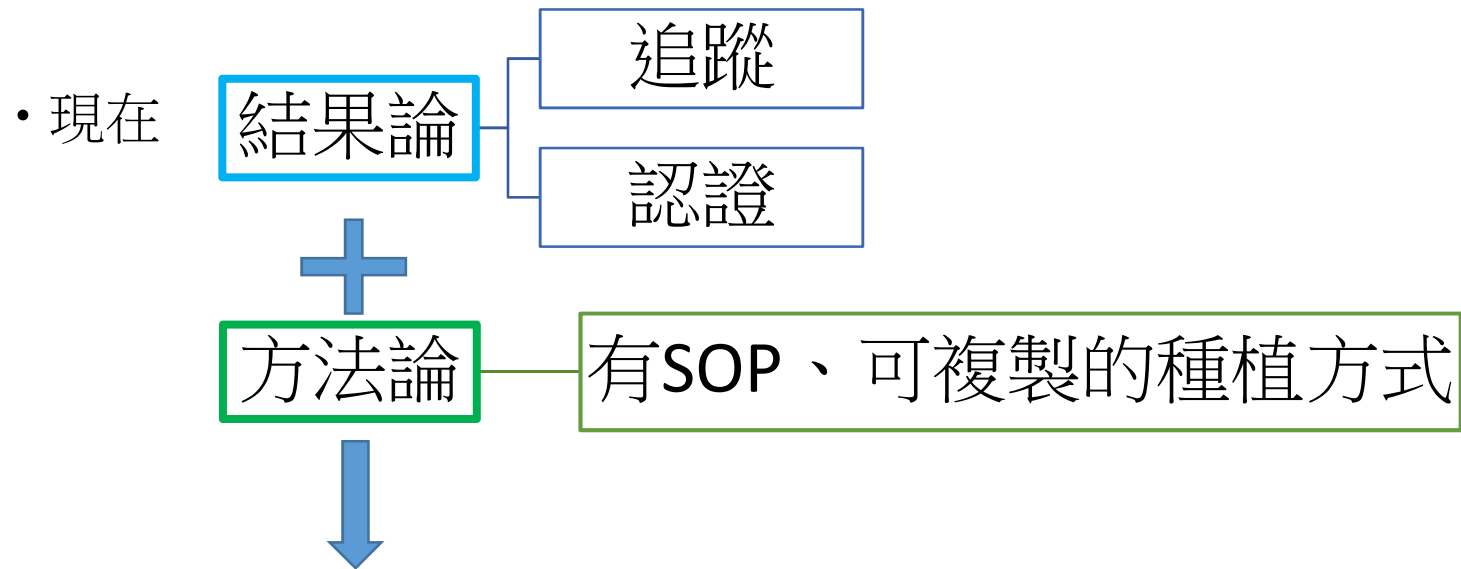 追蹤
• 現在
結果論
認證
方法論
有SOP、可複製的種植方式